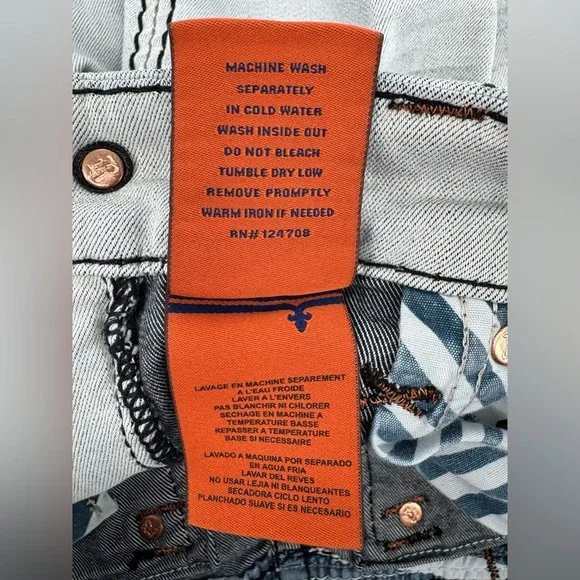 MACHINE WASH
SEPARATELY
IN COLD WATER
WASH INSIDE OUT
DO NOT BLEACH
TUMBLE DRY LOW
REMOVE PROMPTLY
WARM IRON IF NEEDED
RN# 124708
LAVAGE EN MACHINE SEPAREMENT
A L'EAU FROIDE
LAVER A L'ENVERS
PAS BLANCHIR NI CHLORER
SECHAGE EN MACHINE A
TEMPERATURE BASSE
REPASSER A TEMPERATURE
BASE SI NECESSAIRE
LAVADO A MAQUINA POR SEPARADO
EN AGUA FRIA
LAVAR DEL REVES
NO USAR LEJIA NI BLANQUEANTES
SECADORA CICLO LENTO
PLANCHADO SUAVE SI ES NECESARIO